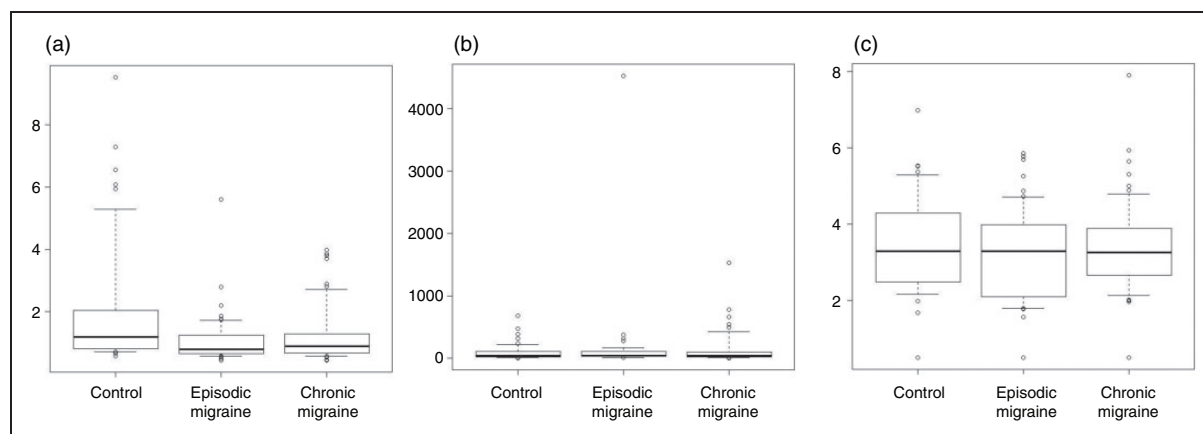 (a)
(b)
(c)
8
6
4
2
Control
Episodic
migraine
Chronic
migraine
4000
3000
2000
1000
0
Control
Episodic
migraine
Chronic
migraine
8
6
4
2
Control
Episodic
migraine
Chronic
migraine